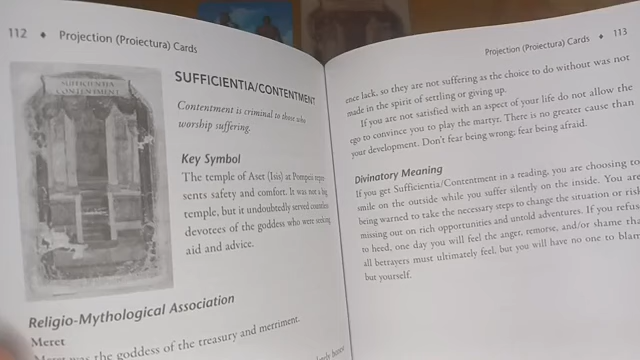 112 ♦ Projection (Proiectura) Cards
SUFFICIENTIA
CONTENTMENT
SUFFICIENTIA/CONTENTMENT
Contentment is criminal to those who
worship suffering.
Key Symbol
The temple of Aset (Isis) at Pompeii repre-
sents safety and comfort. It was not a big
temple, but it undoubtedly served countless
devotees of the goddess who were seeking
aid and advice.
Religio-Mythological Association
Meret
Meret was the goddess of the treasury and merriment.
Projection (Proiectura) Cards ♦ 113
ence lack, so they are not suffering as the choice to do without was not
made in the spirit of settling or giving up.
If you are not satisfied with an aspect of your life do not allow the
ego to convince you to play the martyr. There is no greater cause than
your development. Don't fear being wrong; fear being afraid.
Divinatory Meaning
If you get Sufficientia/Contentment in a reading, you are choosing to
smile on the outside while you suffer silently on the inside. You are
being warned to take the necessary steps to change the situation or risk
missing out on rich opportunities and untold adventures. If you refuse
to heed, one day you will feel the anger, remorse, and/or shame that
all betrayers must ultimately feel, but you will have no one to blame
but yourself.